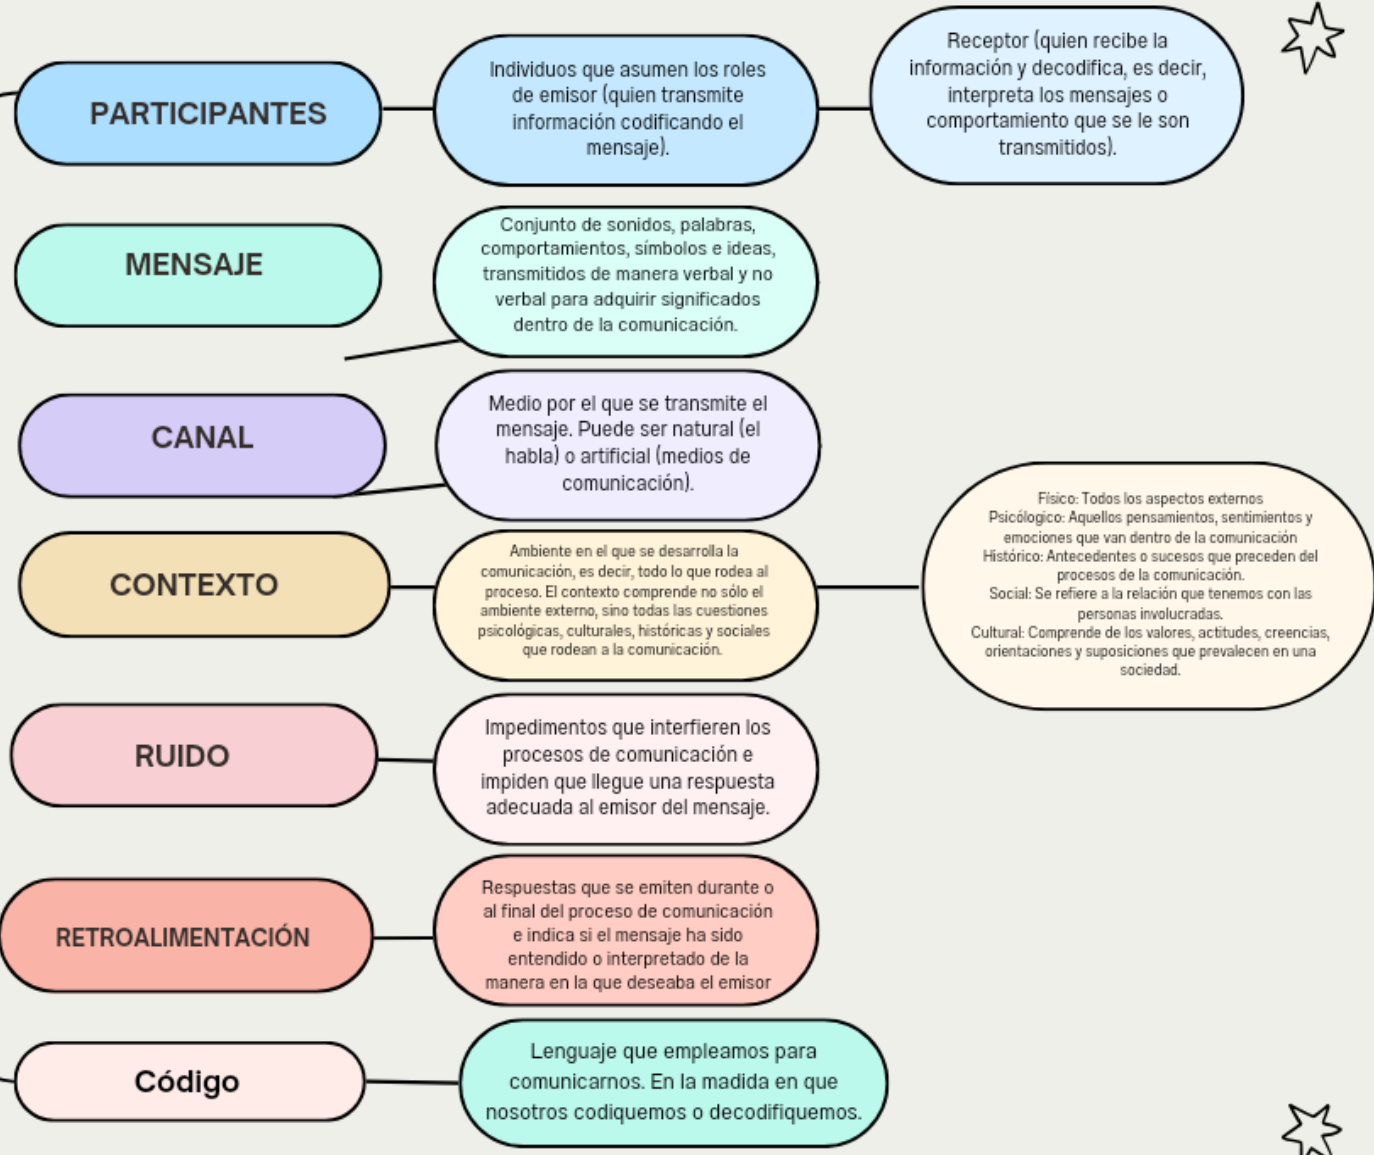 PARTICIPANTES
Individuos que asumen los roles
de emisor (quien transmite
información codificando el
mensaje).
Receptor (quien recibe la
información y decodifica, es decir,
interpreta los mensajes o
comportamiento que se le son
transmitidos).
MENSAJE
Conjunto de sonidos, palabras,
comportamientos, símbolos e ideas,
transmitidos de manera verbal y no
verbal para adquirir significados
dentro de la comunicación.
CANAL
Medio por el que se transmite el
mensaje. Puede ser natural (el
habla) o artificial (medios de
comunicación).
CONTEXTO
Ambiente en el que se desarrolla la
comunicación, es decir, todo lo que rodea al
proceso. El contexto comprende no sólo el
ambiente externo, sino todas las cuestiones
psicológicas, culturales, históricas y sociales
que rodean a la comunicación.
Físico: Todos los aspectos externos
Psicólogico: Aquellos pensamientos, sentimientos y
emociones que van dentro de la comunicación
Histórico: Antecedentes o sucesos que preceden del
procesos de la comunicación.
Social: Se refiere a la relación que tenemos con las
personas involucradas.
Cultural: Comprende de los valores, actitudes, creencias,
orientaciones y suposiciones que prevalecen en una
sociedad.
RUIDO
Impedimentos que interfieren los
procesos de comunicación e
impiden que llegue una respuesta
adecuada al emisor del mensaje.
RETROALIMENTACIÓN
Respuestas que se emiten durante o
al final del proceso de comunicación
e indica si el mensaje ha sido
entendido o interpretado de la
manera en la que deseaba el emisor
Código
Lenguaje que empleamos para
comunicarnos. En la madida en que
nosotros codiquemos o decodifiquemos.